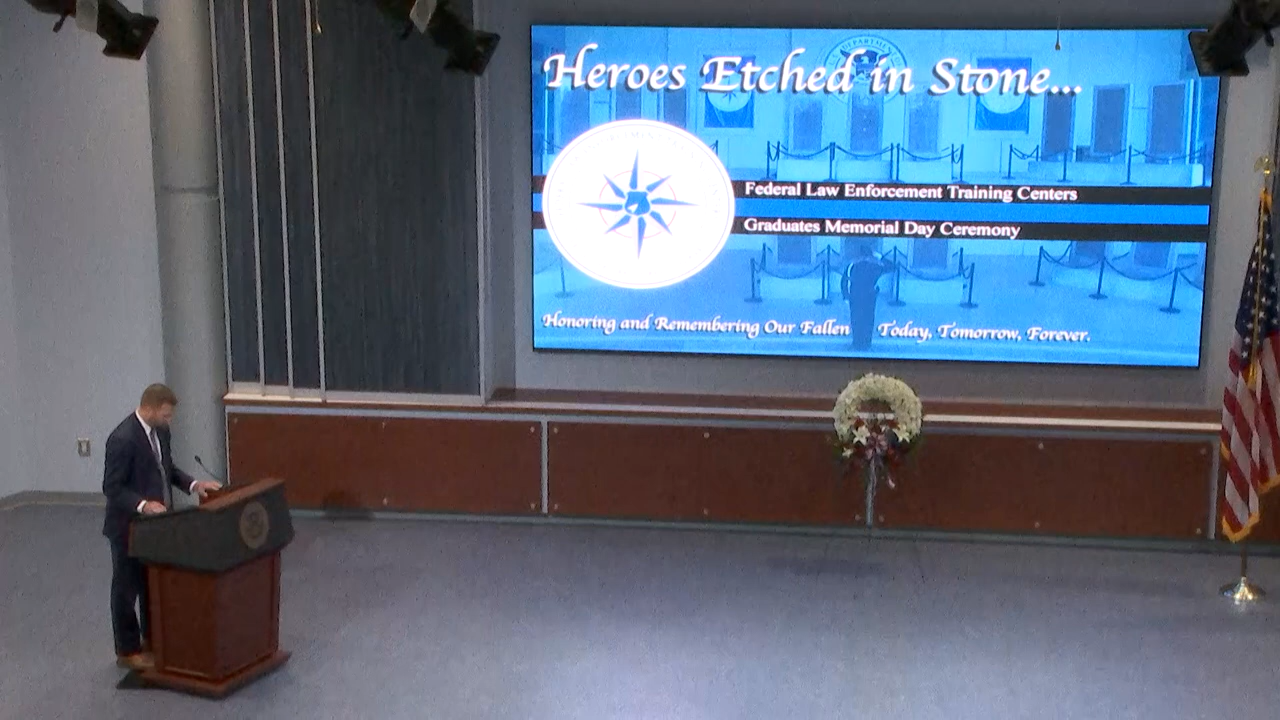 Heroes Etched in Stone...
Federal Law Enforcement Training Centers
Graduates Memorial Day Ceremony
Honoring and Remembering Our Fallen Today, Tomorrow, Forever.